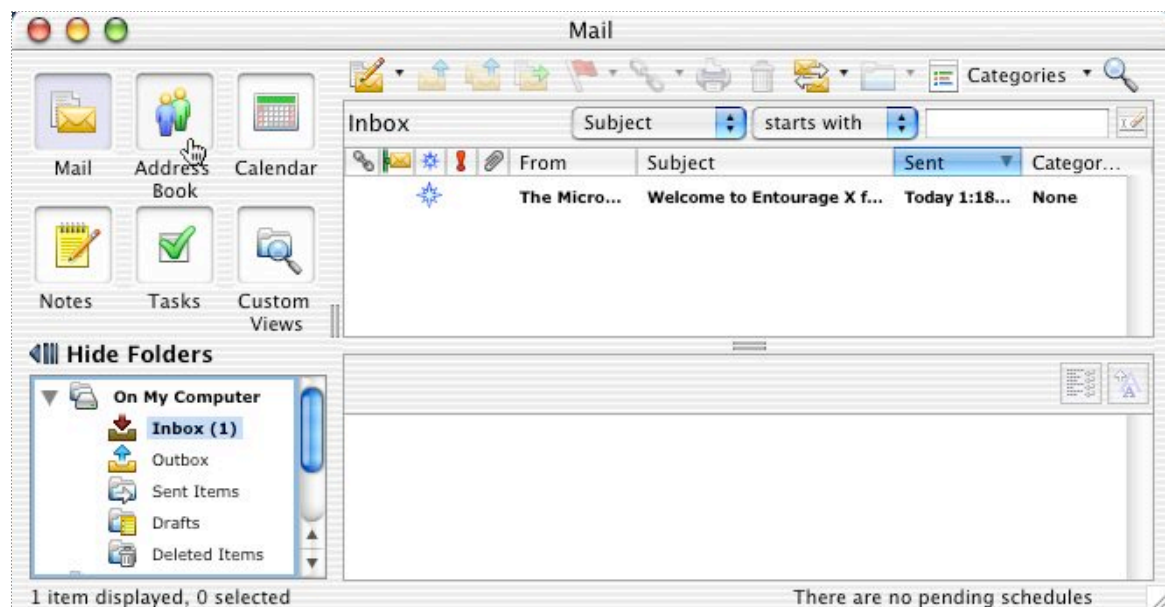 Mail
Categories
Mail
Address Book
Calendar
Notes
Tasks
Custom Views
Inbox
Subject
starts with
From
Subject
Sent
Categor...
The Micro...
Welcome to Entourage X f...
Today 1:18...
None
Hide Folders
On My Computer
Inbox (1)
Outbox
Sent Items
Drafts
Deleted Items
1 item displayed, 0 selected
There are no pending schedules